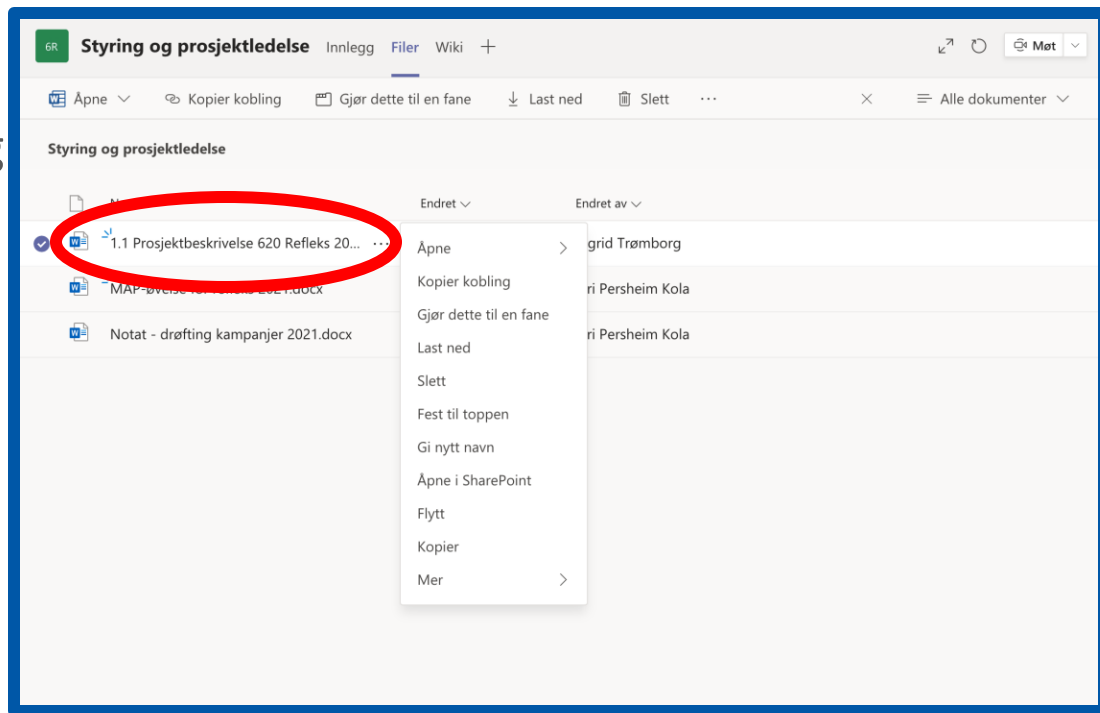 6R Styring og prosjektledelse Innlegg Filer Wiki + Møt
Åpne Kopier kobling Gjør dette til en fane Last ned Slett ... Alle dokumenter
Styring og prosjektledelse
Endret Endret av
1.1 Prosjektbeskrivelse 620 Refleks 20... ... grid Trømborg
2021.docx ri Persheim Kola
Notat - drøfting kampanjer 2021.docx ri Persheim Kola
Åpne
Kopier kobling
Gjør dette til en fane
Last ned
Slett
Fest til toppen
Gi nytt navn
Åpne i SharePoint
Flytt
Kopier
Mer